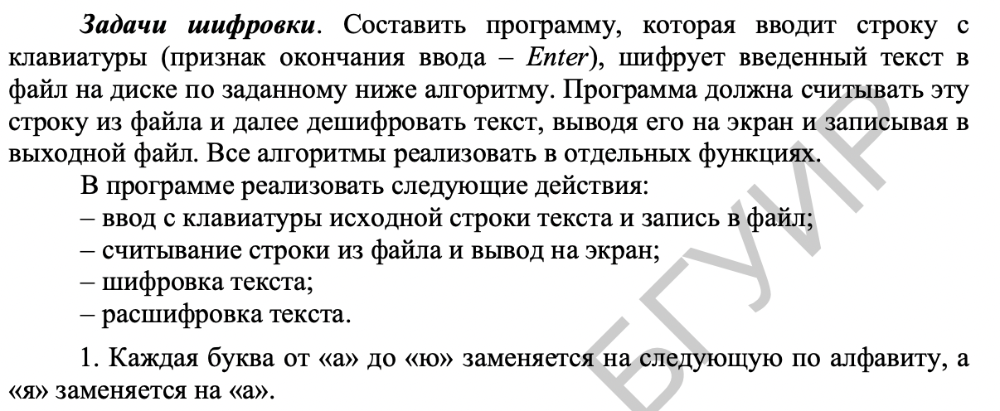 Задачи шифровки. Составить программу, которая вводит строку с
клавиатуры (признак окончания ввода – Enter), шифрует введенный текст в
файл на диске по заданному ниже алгоритму. Программа должна считывать эту
строку из файла и далее дешифровать текст, выводя его на экран и записывая в
выходной файл. Все алгоритмы реализовать в отдельных функциях.
В программе реализовать следующие действия:
– ввод с клавиатуры исходной строки текста и запись в файл;
– считывание строки из файла и вывод на экран;
– шифровка текста;
– расшифровка текста.
1. Каждая буква от «а» до «ю» заменяется на следующую по алфавиту, а
«я» заменяется на «а».
БГУИР